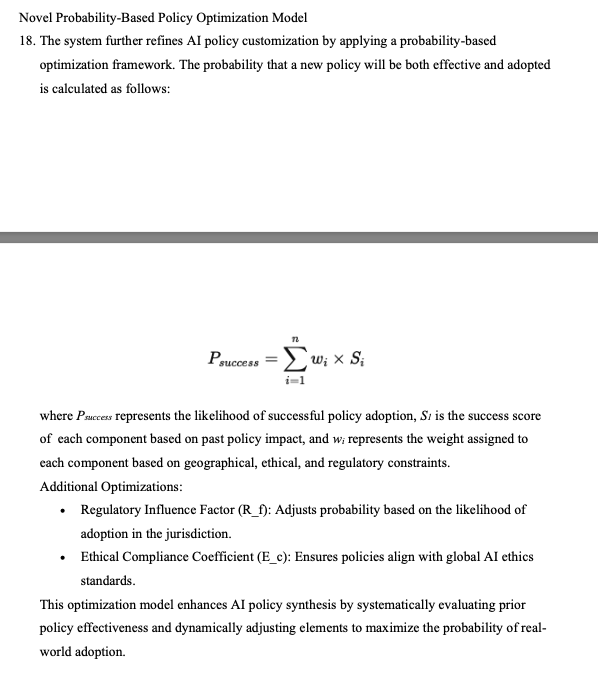 Novel Probability-Based Policy Optimization Model
18. The system further refines AI policy customization by applying a probability-based
optimization framework. The probability that a new policy will be both effective and adopted
is calculated as follows:
n
P_success = ∑ w_i × S_i
i=1
where P_success represents the likelihood of successful policy adoption, S_i is the success score
of each component based on past policy impact, and w_i represents the weight assigned to
each component based on geographical, ethical, and regulatory constraints.
Additional Optimizations:
• Regulatory Influence Factor (R_f): Adjusts probability based on the likelihood of
adoption in the jurisdiction.
• Ethical Compliance Coefficient (E_c): Ensures policies align with global AI ethics
standards.
This optimization model enhances AI policy synthesis by systematically evaluating prior
policy effectiveness and dynamically adjusting elements to maximize the probability of real-
world adoption.